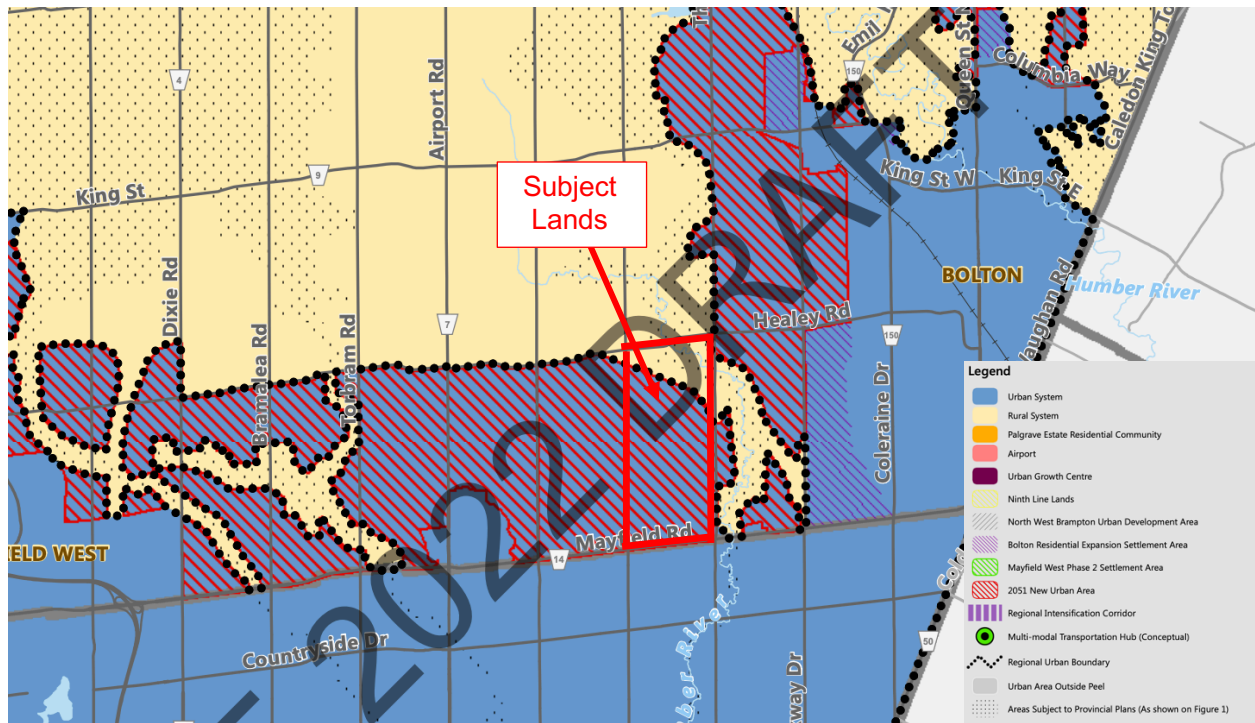 4
Airport Rd
150
Emil
Queen St
Columbia Way
Caledon King To
9
King St
Subject
Lands
King St W
King St E
BOLTON
Humber River
Vaughan Rd
Dixie Rd
Bramalea Rd
Torbram Rd
7
Healey Rd
150
Coleraine Dr
Mayfield Rd
14
IELD WEST
Countryside Dr
50
2022 DRAFT
Legend
Urban System
Rural System
Palgrave Estate Residential Community
Airport
Urban Growth Centre
Ninth Line Lands
North West Brampton Urban Development Area
Bolton Residential Expansion Settlement Area
Mayfield West Phase 2 Settlement Area
2051 New Urban Area
Regional Intensification Corridor
Multi-modal Transportation Hub (Conceptual)
Regional Urban Boundary
Urban Area Outside Peel
Areas Subject to Provincial Plans (As shown on Figure 1)